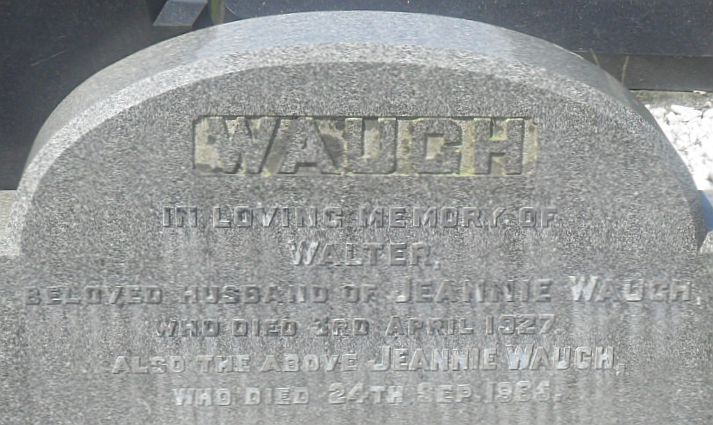 WAUGH
IN LOVING MEMORY OF
WALTER,
BELOVED HUSBAND OF JEANNIE WAUGH,
WHO DIED 3RD APRIL 1927
ALSO THE ABOVE JEANNIE WAUGH,
WHO DIED 24TH SEP.